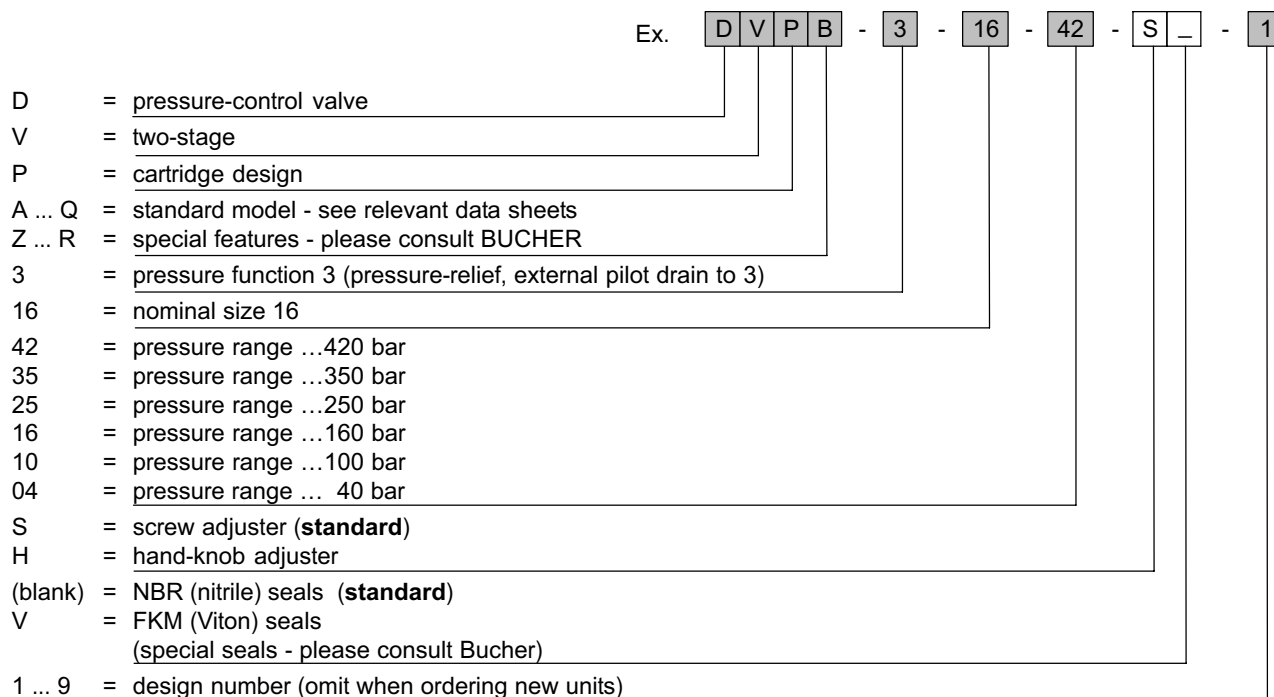 Ex. D V P B - 3 - 16 - 42 - S _ - 1
D = pressure-control valve
V = two-stage
P = cartridge design
A ... Q = standard model - see relevant data sheets
Z ... R = special features - please consult BUCHER
3 = pressure function 3 (pressure-relief, external pilot drain to 3)
16 = nominal size 16
42 = pressure range …420 bar
35 = pressure range …350 bar
25 = pressure range …250 bar
16 = pressure range …160 bar
10 = pressure range …100 bar
04 = pressure range … 40 bar
S = screw adjuster (standard)
H = hand-knob adjuster
(blank) = NBR (nitrile) seals (standard)
V = FKM (Viton) seals
(special seals - please consult Bucher)
1 ... 9 = design number (omit when ordering new units)